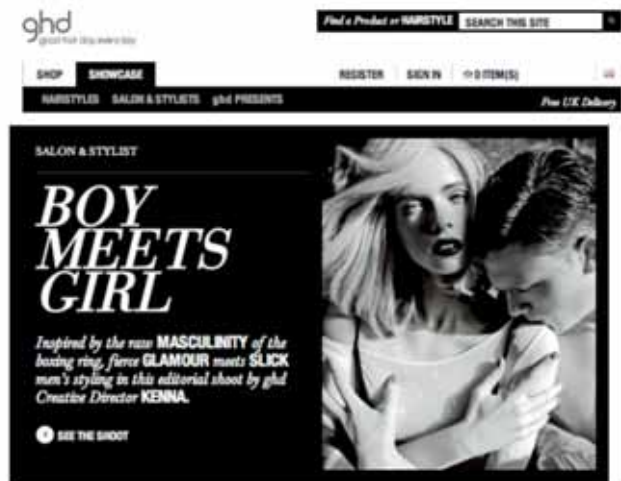 ghd
good hair day, every day
Find a Product or HAIRSTYLE SEARCH THIS SITE
SHOP SHOWCASE REGISTER SIGN IN 0 ITEM(S)
HAIRSTYLES SALON & STYLISTS ghd PRESENTS Free UK Delivery
SALON & STYLIST
BOY
MEETS
GIRL
Inspired by the raw MASCULINITY of the
boxing ring, fierce GLAMOUR meets SLICK
men's styling in this editorial shoot by ghd
Creative Director KENNA.
SEE THE SHOOT